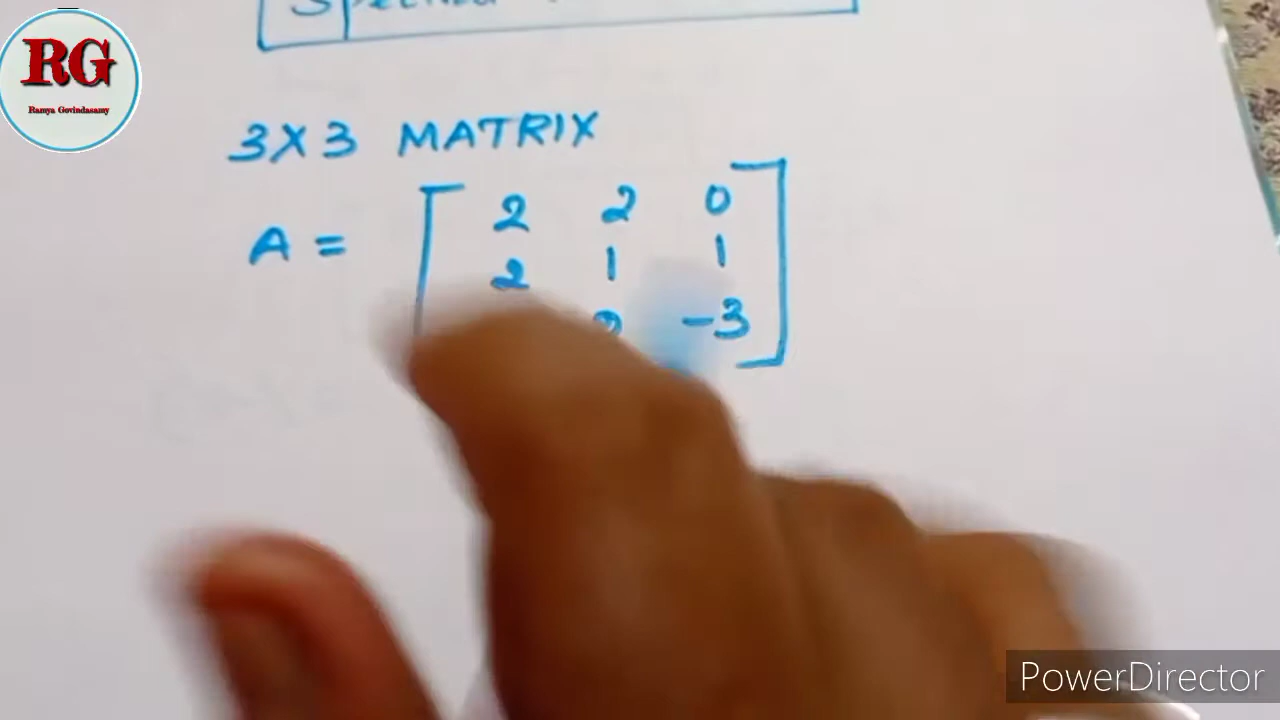 RG
Ramya Govindasamy
3X3 MATRIX
2 2 0
A = 2 1 1
-3
PowerDirector